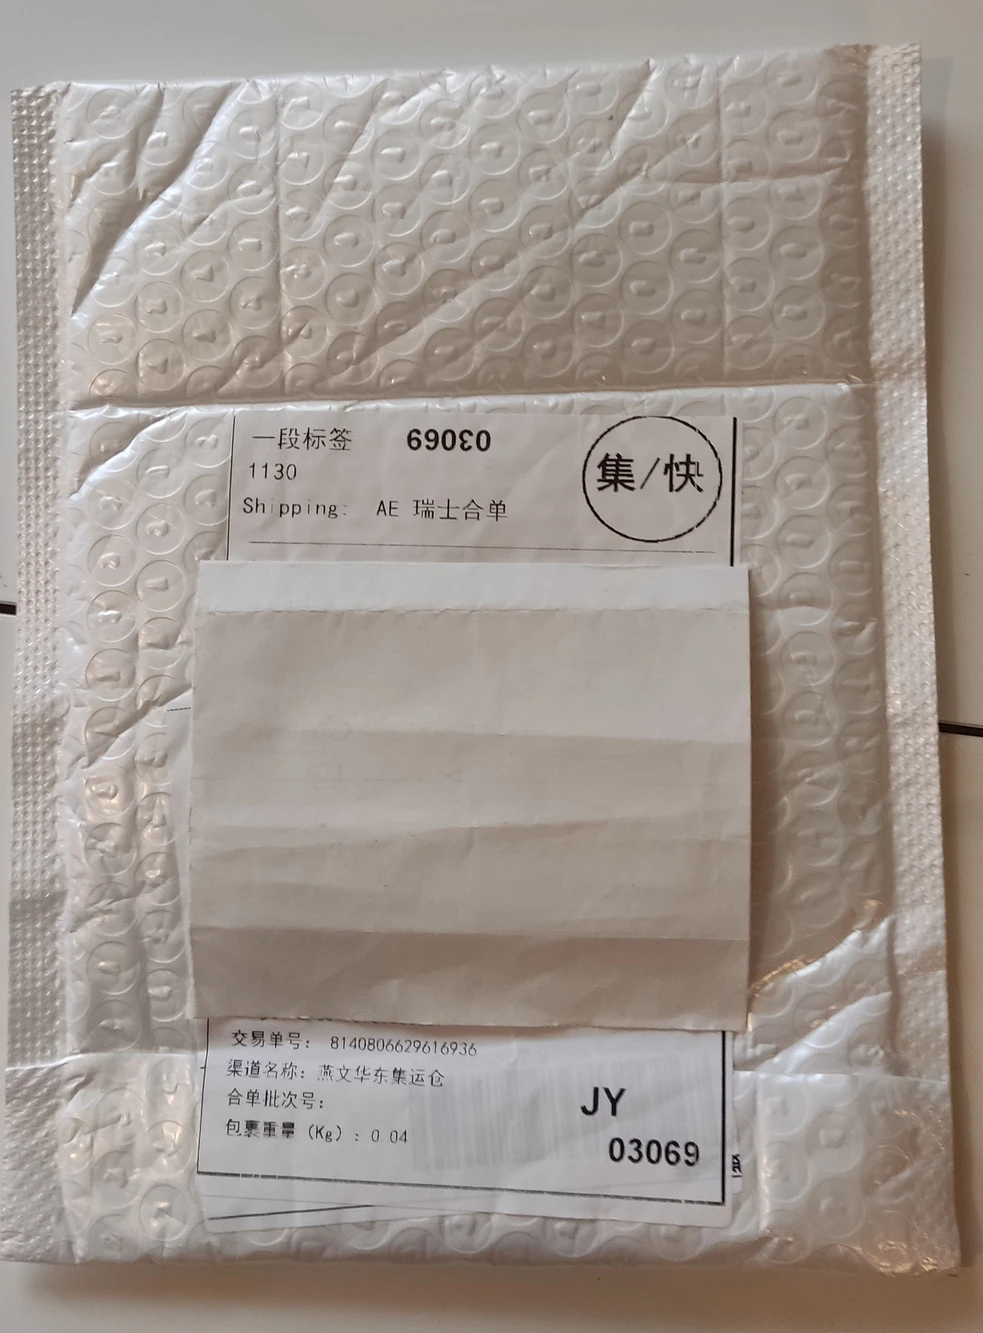 一段标签 03069
集/快
1130
Shipping: AE 瑞士合单
交易单号: 8140806629616936
渠道名称: 燕文华东集运仓
合单批次号:
包裹重量 (Kg) : 0.04
JY
03069